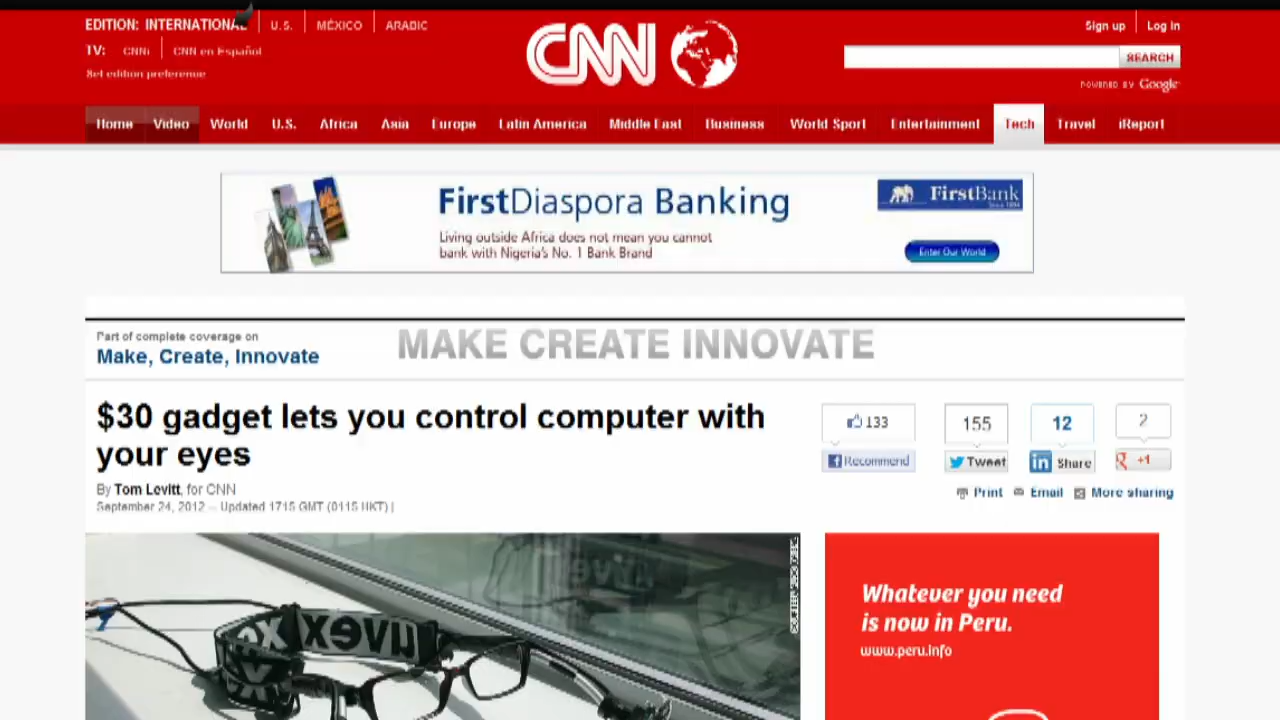 EDITION: INTERNATIONAL
U.S.
MÉXICO
ARABIC
TV:
CNNi
CNN en Español
Set edition preference
CNN
Sign up
Log in
SEARCH
POWERED BY Google
Home
Video
World
U.S.
Africa
Asia
Europe
Latin America
Middle East
Business
World Sport
Entertainment
Tech
Travel
iReport
FirstDiaspora Banking
Living outside Africa does not mean you cannot
bank with Nigeria's No. 1 Bank Brand
FirstBank
Since 1894
Enter Our World
Part of complete coverage on
Make, Create, Innovate
MAKE CREATE INNOVATE
$30 gadget lets you control computer with
your eyes
By Tom Levitt, for CNN
September 24, 2012 -- Updated 1715 GMT (0115 HKT) |
133
Recommend
155
Tweet
12
in Share
2
+1
Print
Email
More sharing
uvex
Whatever you need
is now in Peru.
www.peru.info